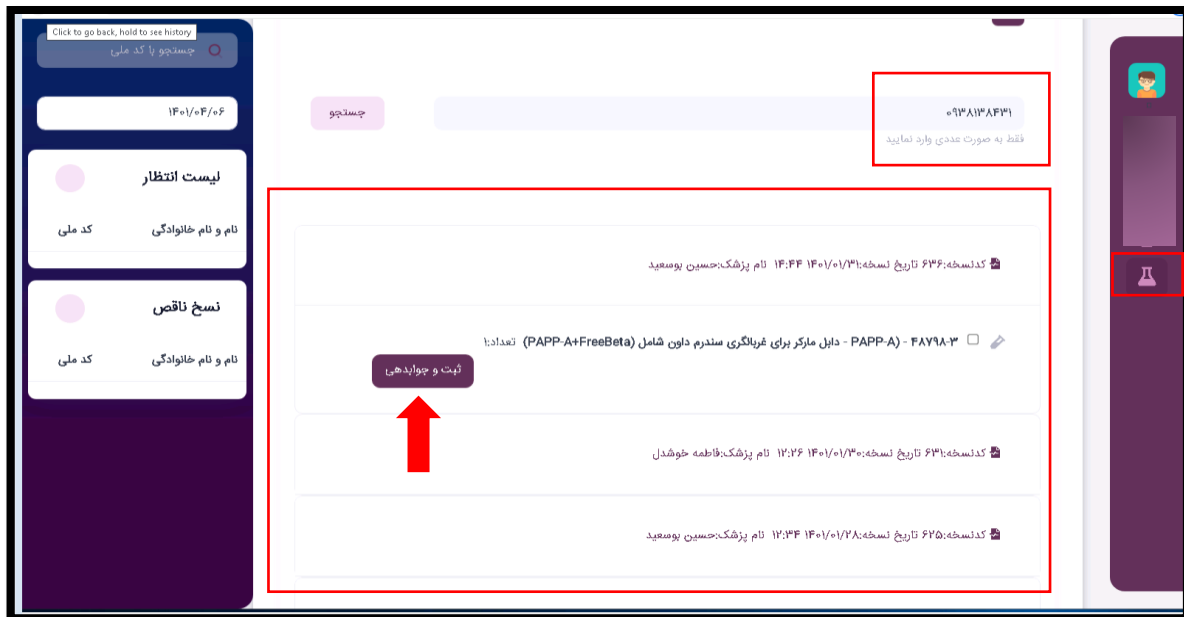 Click to go back, hold to see history
جستجو با کد ملی
۱۴۰۱/۰۴/۰۶
لیست انتظار
نام و نام خانوادگی کد ملی
نسخ ناقص
نام و نام خانوادگی کد ملی
۰۹۳۸۱۳۸۴۳۱
جستجو
فقط به صورت عددی وارد نمایید
کدنسخه:۶۳۶ تاریخ نسخه:۱۴۰۱/۰۱/۳۱ ۱۴:۴۴ نام پزشک:حسین بوسعید
۴۸۷۹۸-۳ - (PAPP-A - دابل مارکر برای غربالگری سندرم داون شامل (PAPP-A+FreeBeta) تعداد:۱
ثبت و جوابدهی
کدنسخه:۶۳۱ تاریخ نسخه:۱۴۰۱/۰۱/۳۰ ۱۲:۲۶ نام پزشک:فاطمه خوشدل
کدنسخه:۶۲۵ تاریخ نسخه:۱۴۰۱/۰۱/۲۸ ۱۲:۳۴ نام پزشک:حسین بوسعید